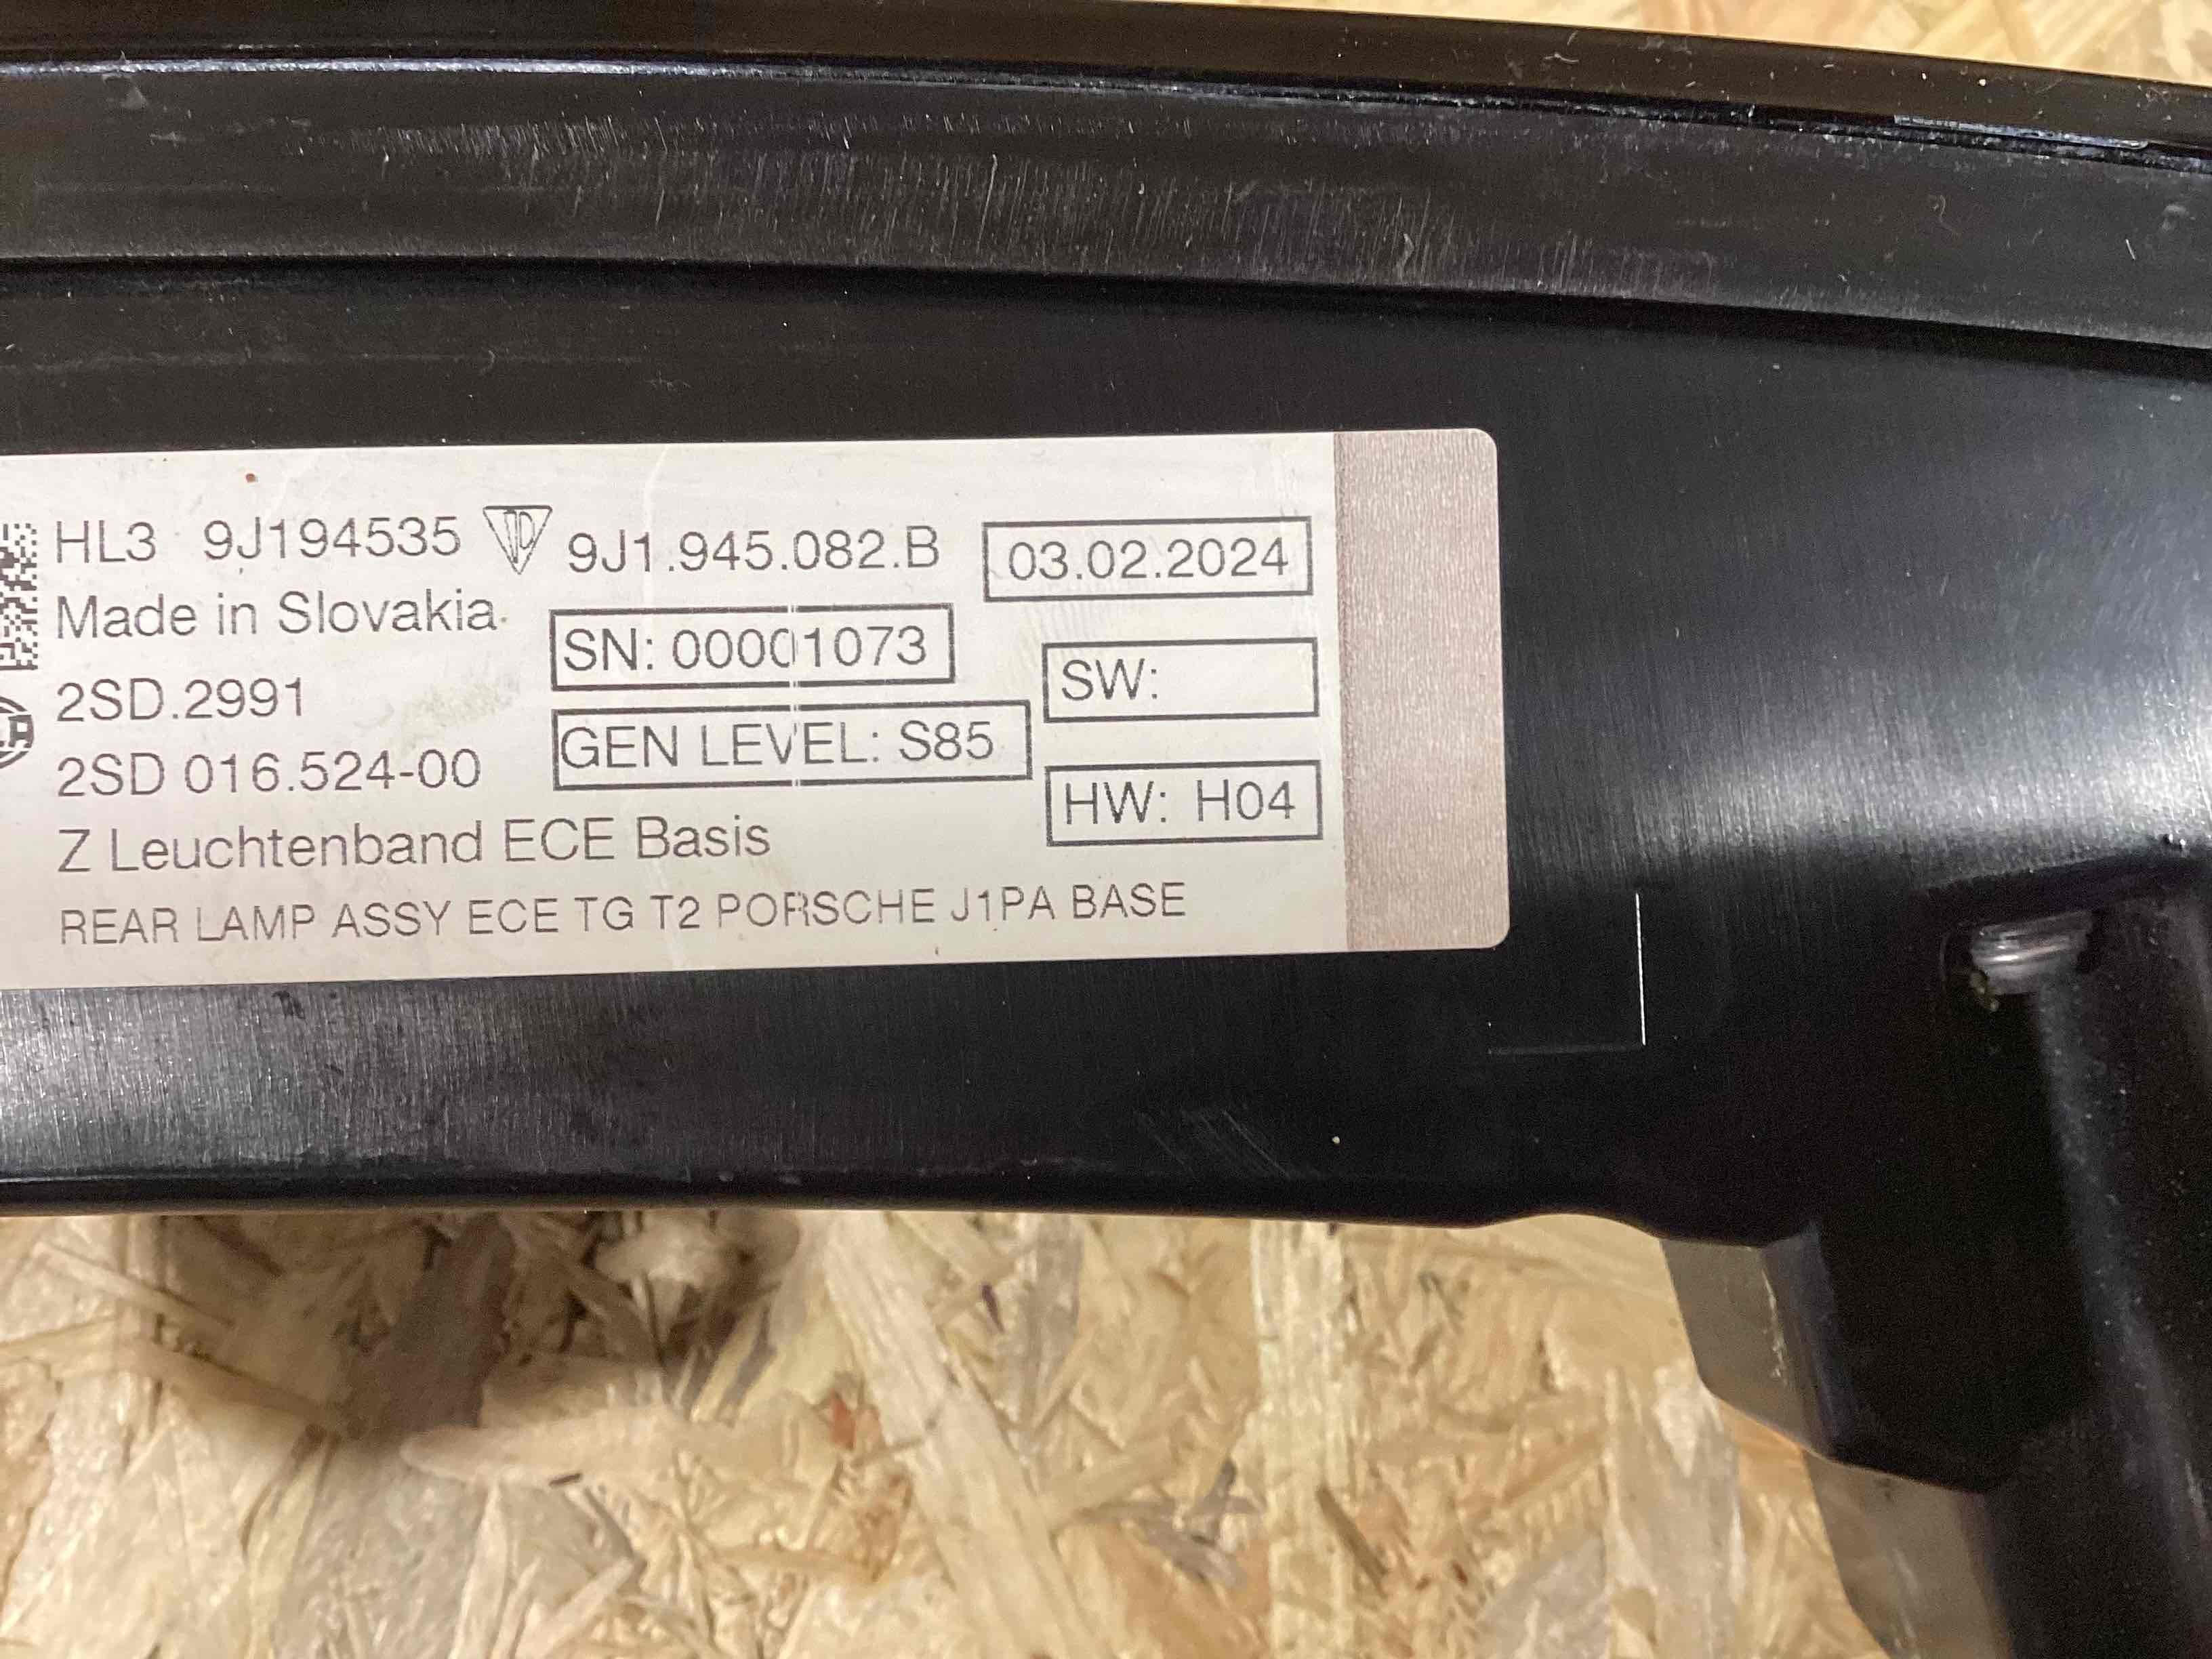 HL3 9J194535 9J1.945.082.B 03.02.2024
Made in Slovakia
SN: 00001073
2SD.2991
SW:
GEN LEVEL: S85
2SD 016.524-00
HW: H04
Z Leuchtenband ECE Basis
REAR LAMP ASSY ECE TG T2 PORSCHE J1PA BASE